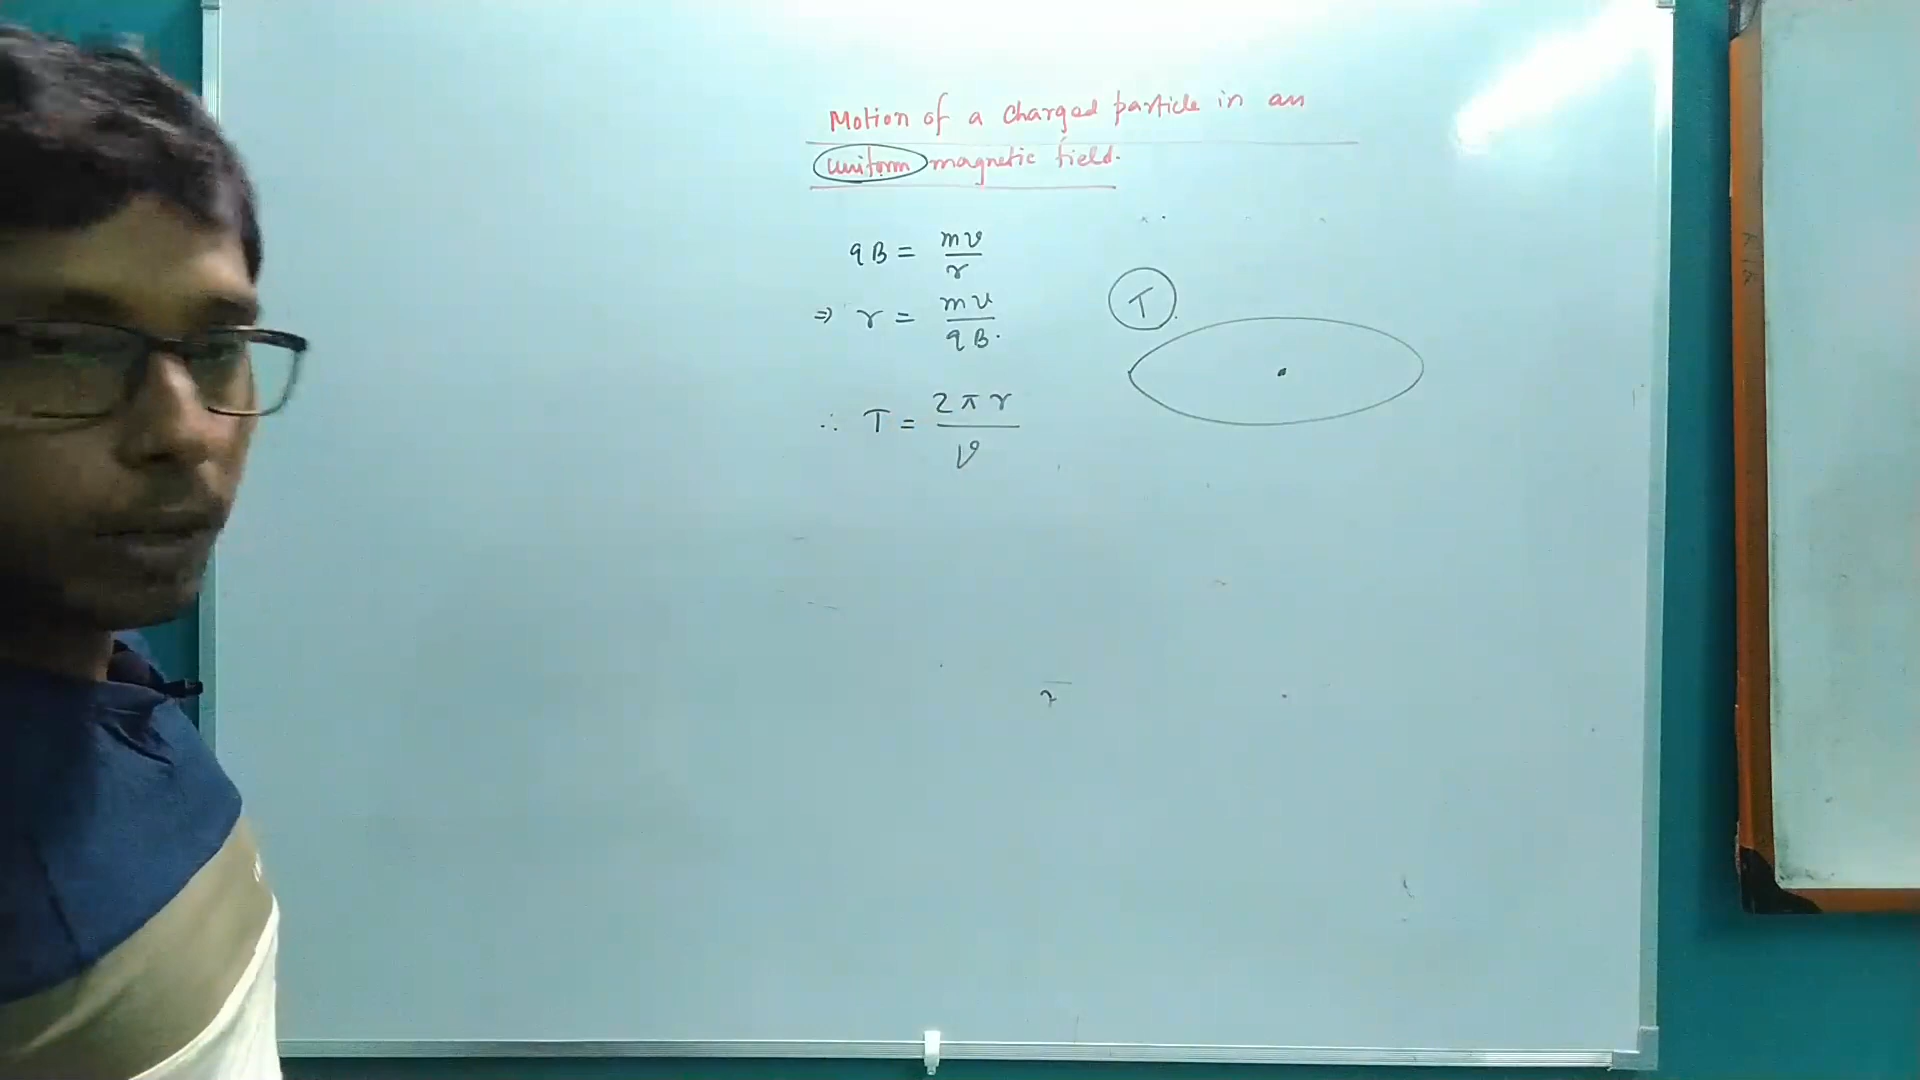 Motion of a charged particle in an
uniform magnetic field.
qB = mv/r
⇒ r = mv/qB.
T
∴ T = 2πr/v